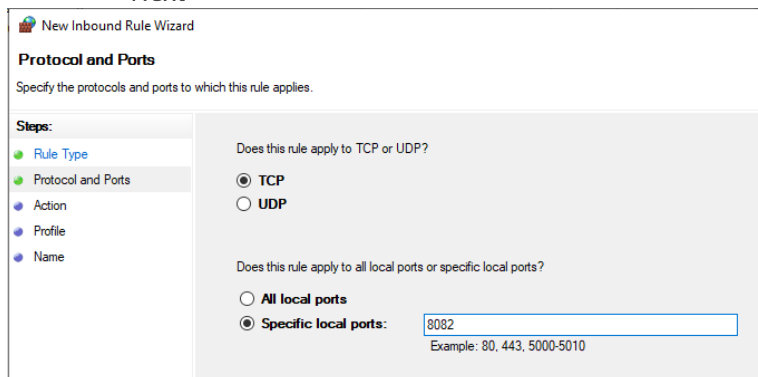 New Inbound Rule Wizard
Protocol and Ports
Specify the protocols and ports to which this rule applies.
Steps:
Rule Type
Protocol and Ports
Action
Profile
Name
Does this rule apply to TCP or UDP?
TCP
UDP
Does this rule apply to all local ports or specific local ports?
All local ports
Specific local ports: 8082
Example: 80, 443, 5000-5010